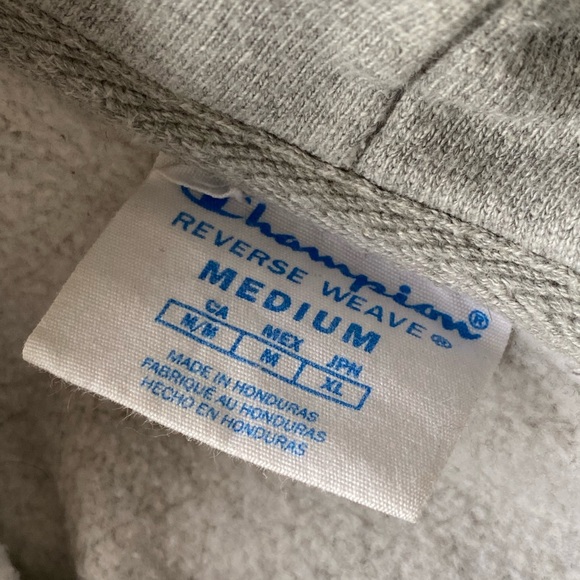 Champion®
REVERSE WEAVE®
MEDIUM
CA MEX JPN
M/M M XL
MADE IN HONDURAS
FABRIQUE AU HONDURAS
HECHO EN HONDURAS